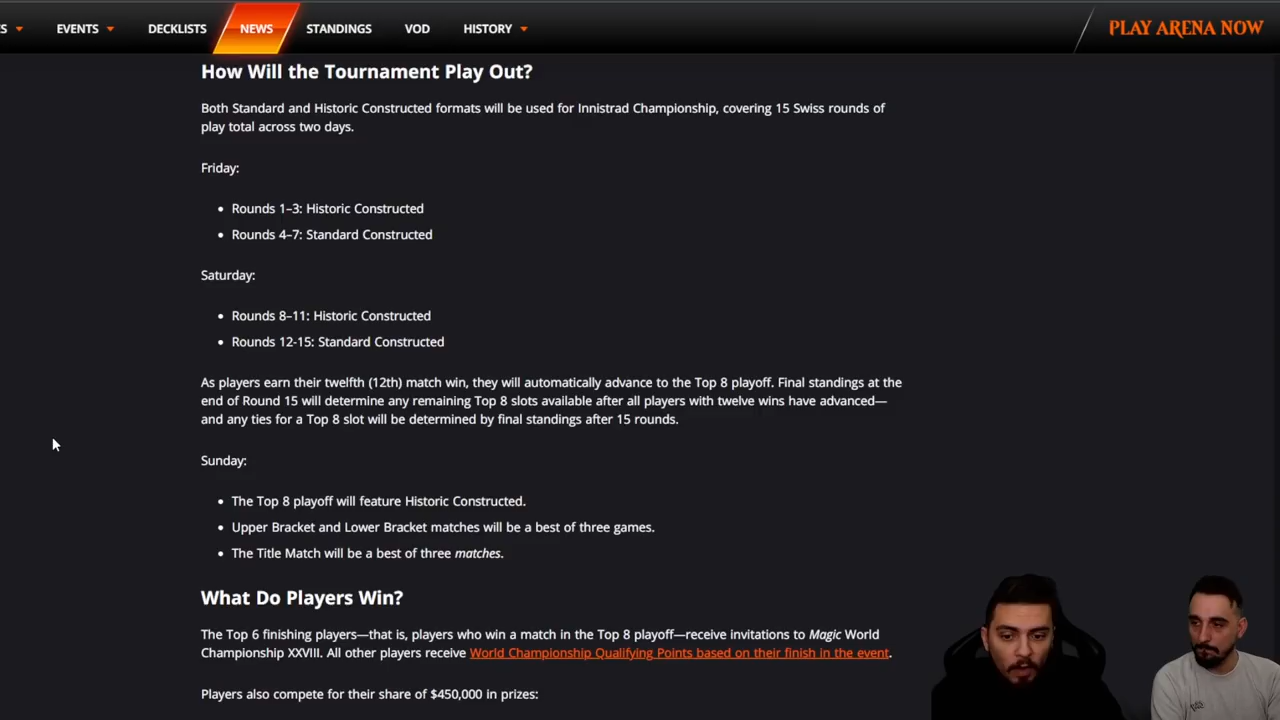 EVENTS
DECKLISTS
NEWS
STANDINGS
VOD
HISTORY
PLAY ARENA NOW
How Will the Tournament Play Out?
Both Standard and Historic Constructed formats will be used for Innistrad Championship, covering 15 Swiss rounds of
play total across two days.
Friday:
• Rounds 1–3: Historic Constructed
• Rounds 4–7: Standard Constructed
Saturday:
• Rounds 8–11: Historic Constructed
• Rounds 12-15: Standard Constructed
As players earn their twelfth (12th) match win, they will automatically advance to the Top 8 playoff. Final standings at the
end of Round 15 will determine any remaining Top 8 slots available after all players with twelve wins have advanced—
and any ties for a Top 8 slot will be determined by final standings after 15 rounds.
Sunday:
• The Top 8 playoff will feature Historic Constructed.
• Upper Bracket and Lower Bracket matches will be a best of three games.
• The Title Match will be a best of three matches.
What Do Players Win?
The Top 6 finishing players—that is, players who win a match in the Top 8 playoff—receive invitations to Magic World
Championship XXVIII. All other players receive World Championship Qualifying Points based on their finish in the event.
Players also compete for their share of $450,000 in prizes: